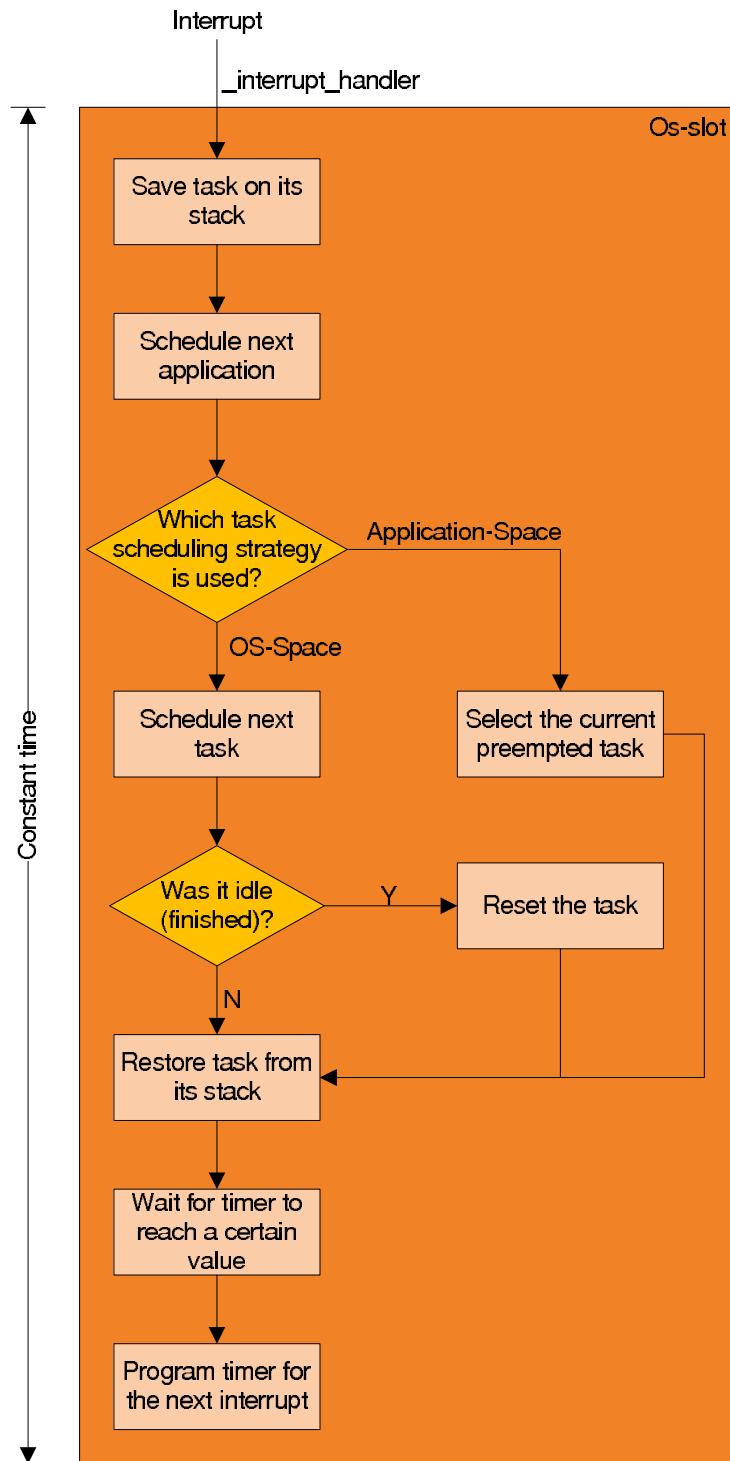 Interrupt
_interrupt_handler
Os-slot
Save task on its
stack
Schedule next
application
Which task
scheduling strategy
is used?
Application-Space
OS-Space
Schedule next
task
Select the current
preempted task
Constant time
Was it idle
(finished)?
Y
Reset the task
N
Restore task from
its stack
Wait for timer to
reach a certain
value
Program timer for
the next interrupt